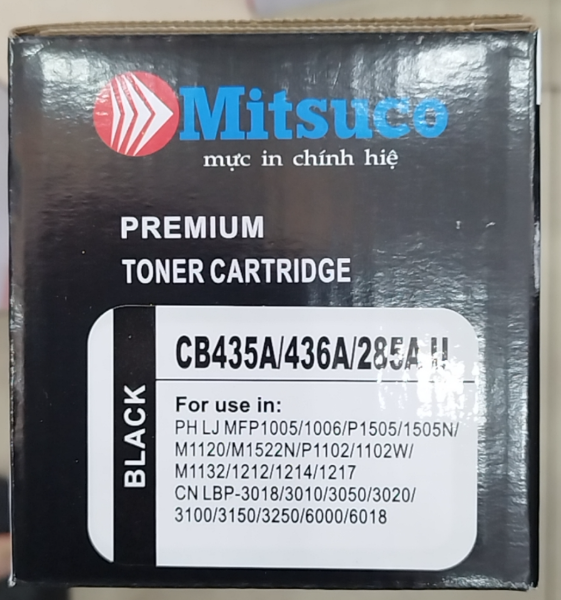 Mitsuco
mực in chính hiệ
PREMIUM
TONER CARTRIDGE
BLACK
CB435A/436A/285A U
For use in:
PH LJ MFP1005/1006/P1505/1505N/
M1120/M1522N/P1102/1102W/
M1132/1212/1214/1217
CN LBP-3018/3010/3050/3020/
3100/3150/3250/6000/6018